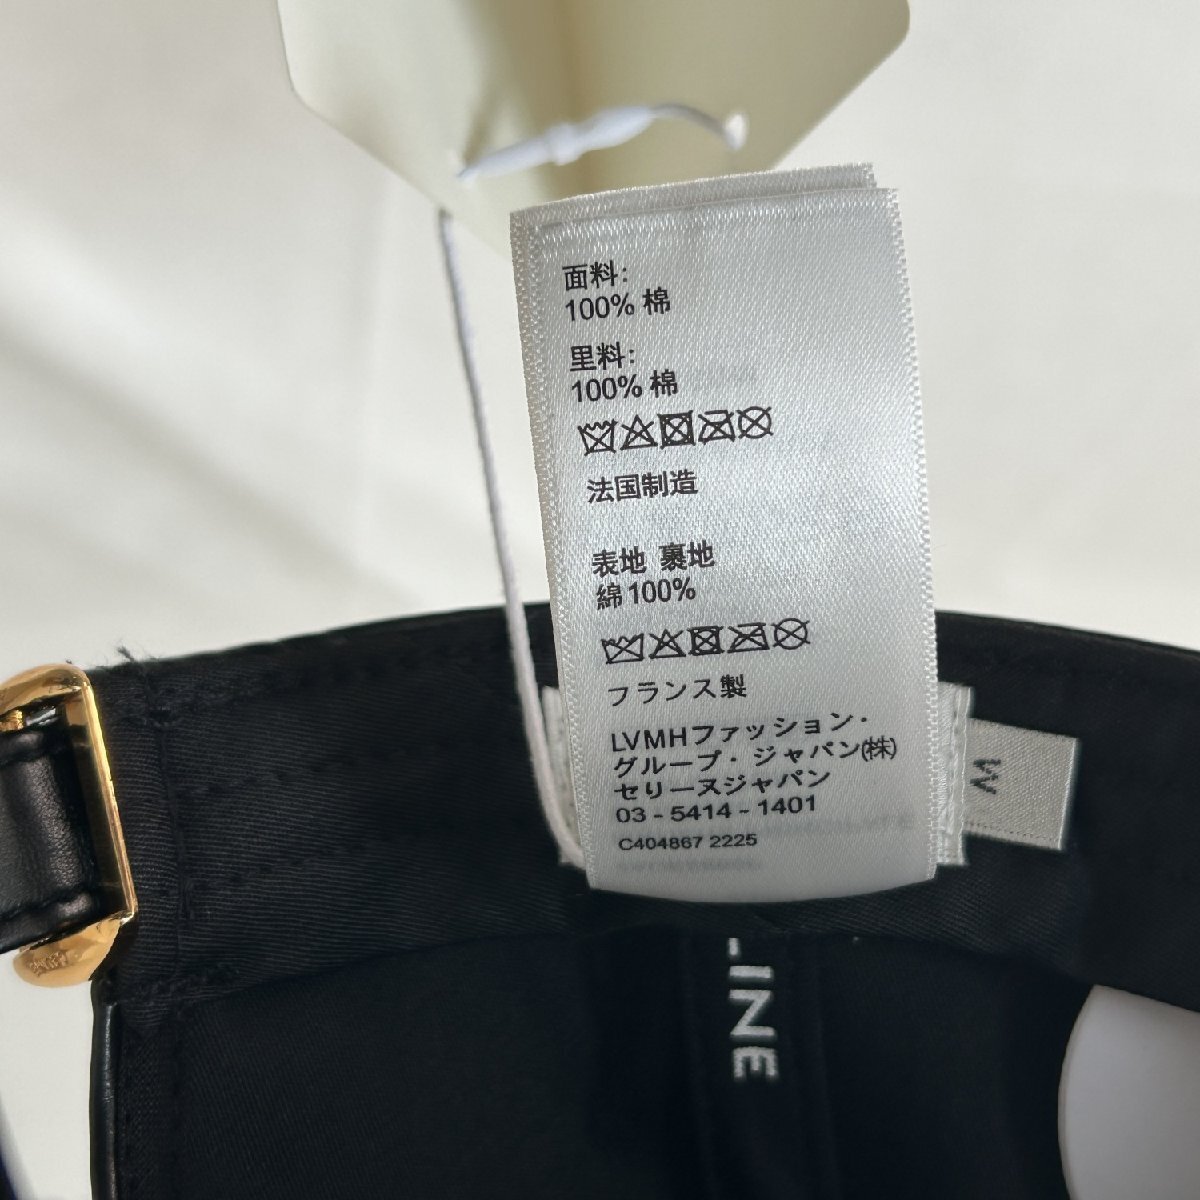 面料:
100% 棉
里料:
100% 棉
法国制造
表地 裏地
綿100%
フランス製
LVMHファッション・
グループ・ジャパン㈱
セリーヌジャパン
03 - 5414 - 1401
C404867 2225
M
LINE